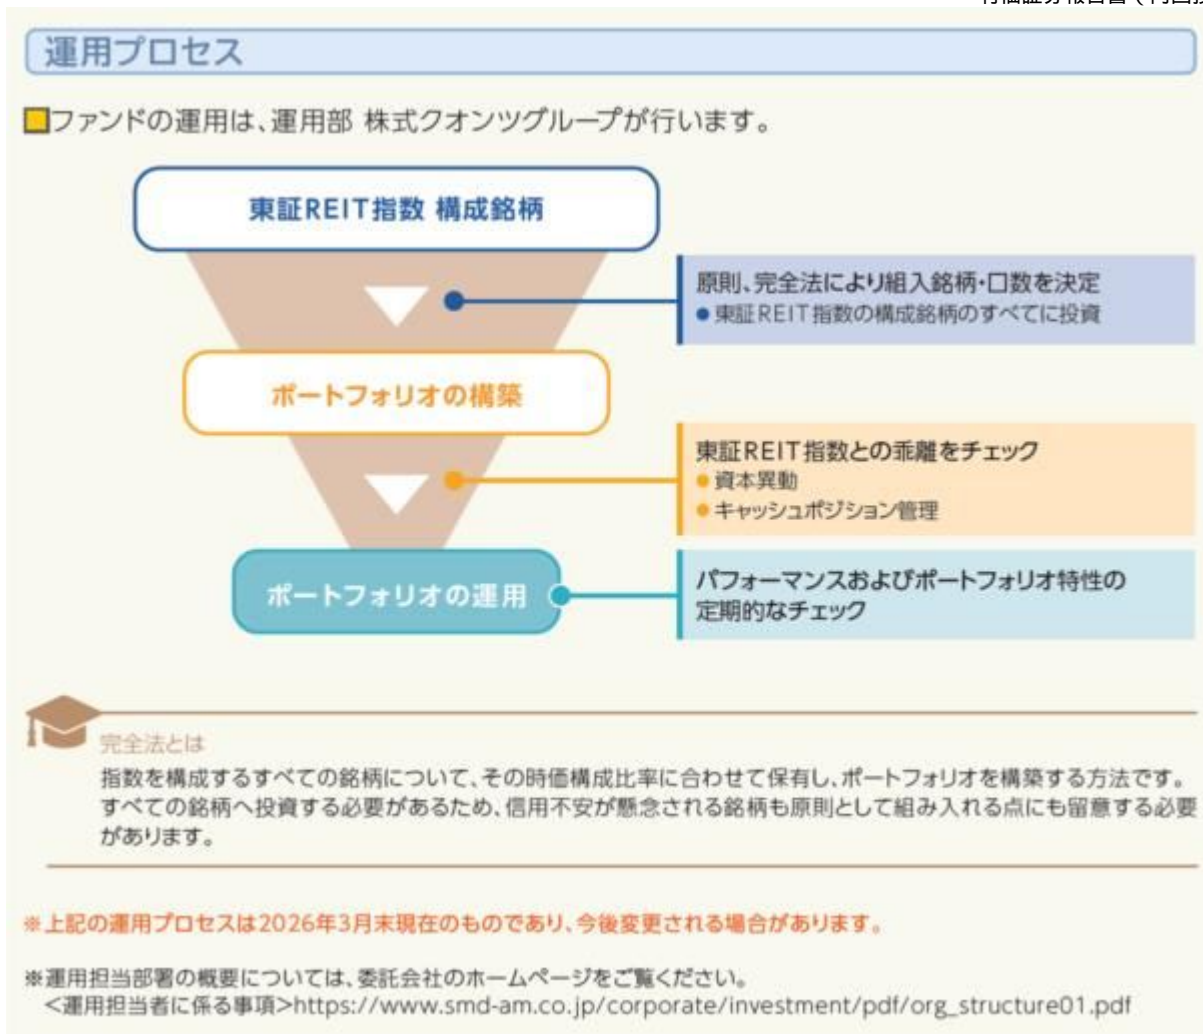 運用プロセス
ファンドの運用は、運用部 株式クオンツグループが行います。
東証REIT指数 構成銘柄
原則、完全法により組入銘柄・口数を決定
●東証REIT指数の構成銘柄のすべてに投資
ポートフォリオの構築
東証REIT指数との乖離をチェック
●資本異動
●キャッシュポジション管理
ポートフォリオの運用
パフォーマンスおよびポートフォリオ特性の
定期的なチェック
完全法とは
指数を構成するすべての銘柄について、その時価構成比率に合わせて保有し、ポートフォリオを構築する方法です。
すべての銘柄へ投資する必要があるため、信用不安が懸念される銘柄も原則として組み入れる点にも留意する必要
があります。
※上記の運用プロセスは2026年3月末現在のものであり、今後変更される場合があります。
※運用担当部署の概要については、委託会社のホームページをご覧ください。
<運用担当者に係る事項>https://www.smd-am.co.jp/corporate/investment/pdf/org_structure01.pdf